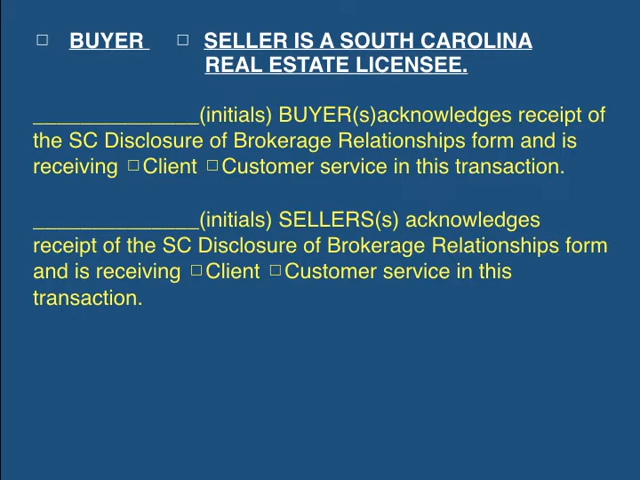 ☐ BUYER ☐ SELLER IS A SOUTH CAROLINA
REAL ESTATE LICENSEE.
______________(initials) BUYER(s)acknowledges receipt of
the SC Disclosure of Brokerage Relationships form and is
receiving ☐Client ☐Customer service in this transaction.
______________(initials) SELLERS(s) acknowledges
receipt of the SC Disclosure of Brokerage Relationships form
and is receiving ☐Client ☐Customer service in this
transaction.